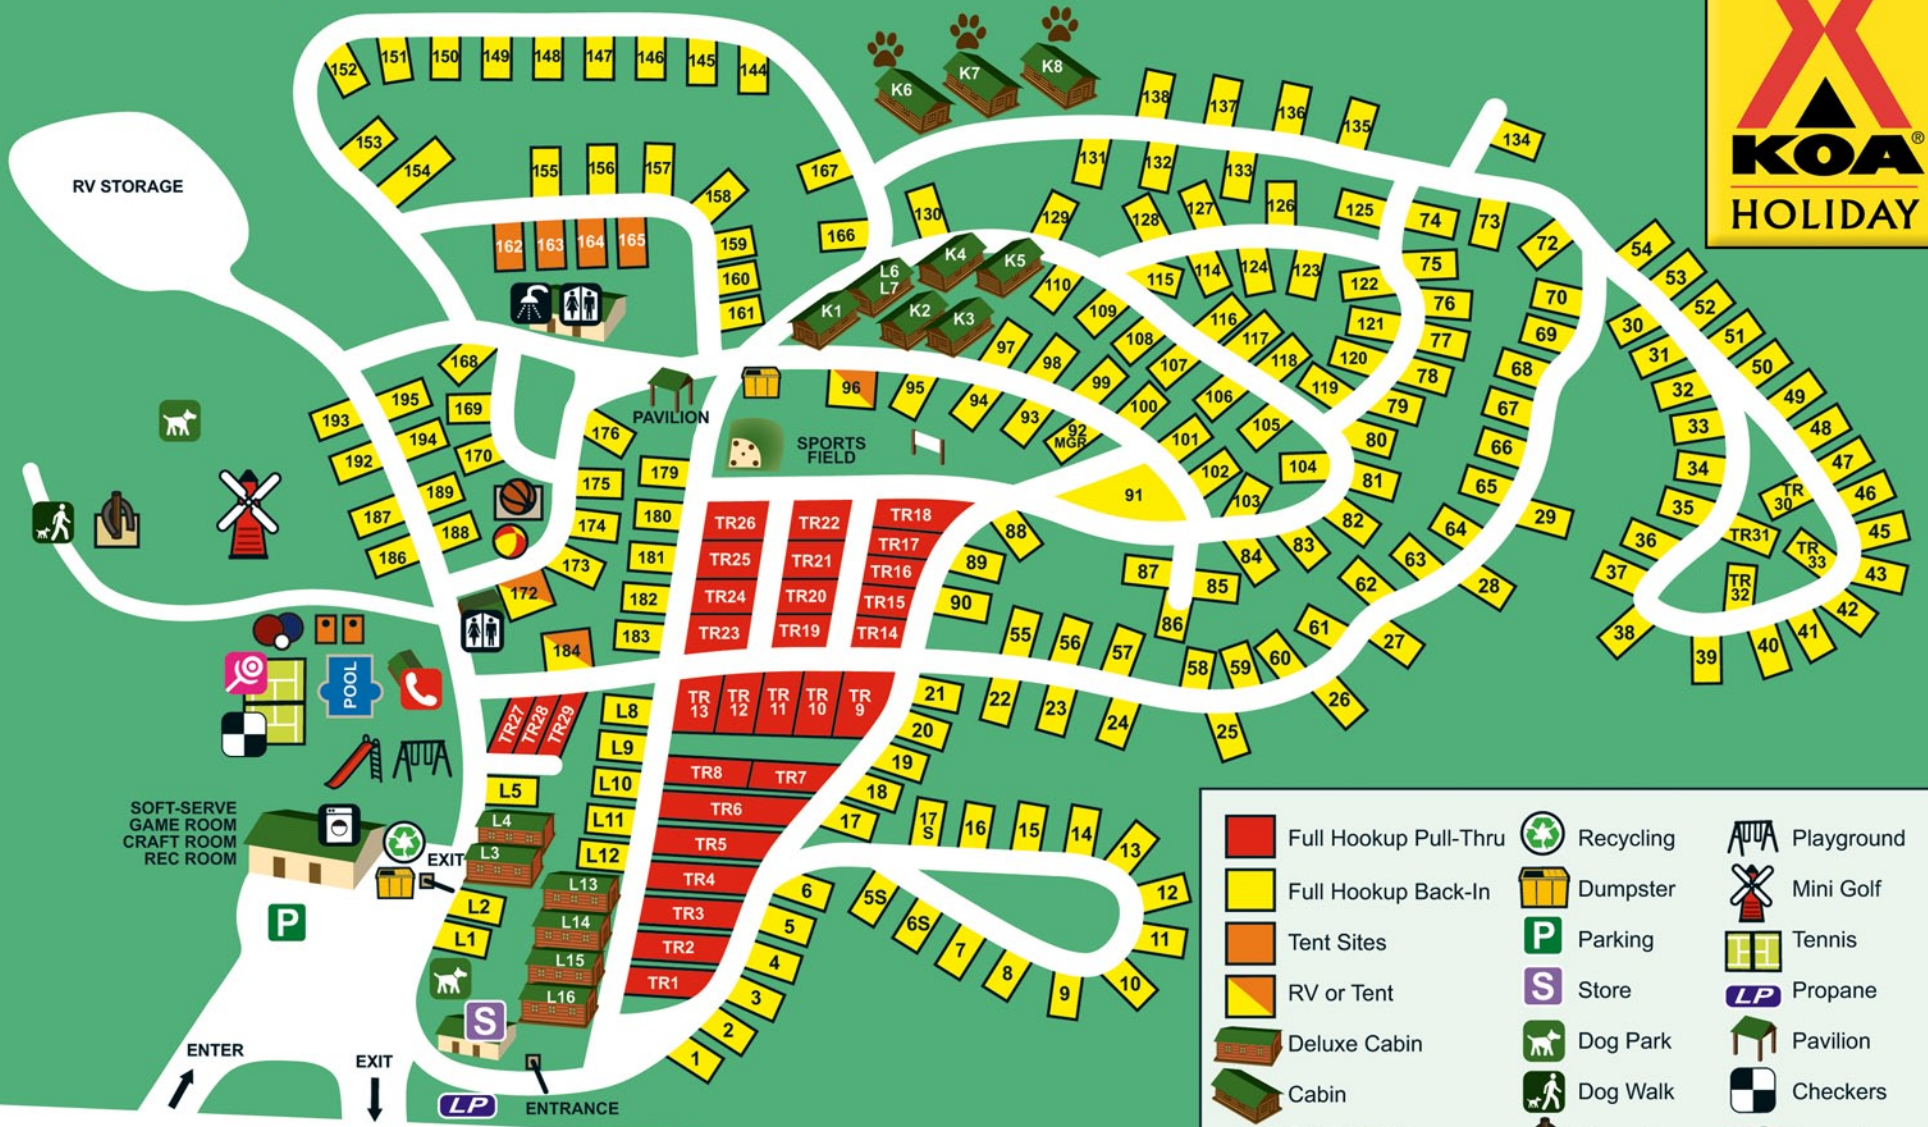 152
151
150
149
148
147
146
145
144
K6
K7
K8
138
137
136
135
134
KOA®
HOLIDAY
153
154
155
156
157
158
167
131
132
133
RV STORAGE
162
163
164
165
159
160
161
166
130
129
128
127
126
125
74
73
72
54
53
52
51
50
49
48
47
46
45
43
42
41
40
39
38
37
36
35
34
33
32
31
30
TR
30
TR31
TR
32
TR
33
K4
K5
L6
L7
K1
K2
K3
110
115
114
124
123
122
75
76
77
78
79
80
81
82
83
84
85
86
87
121
120
119
118
117
116
109
108
107
106
105
104
103
102
101
100
99
98
97
96
95
94
93
92
MGR
91
70
69
68
67
66
65
64
63
62
61
60
59
58
57
56
55
29
28
27
26
25
24
23
22
21
20
19
18
17
88
89
90
168
169
170
195
193
194
192
189
187
188
186
176
175
174
173
172
184
179
180
181
182
183
PAVILION
SPORTS
FIELD
TR26
TR22
TR18
TR25
TR21
TR17
TR16
TR24
TR20
TR15
TR23
TR19
TR14
TR
13
TR
12
TR
11
TR
10
TR
9
TR27
TR28
TR29
TR8
TR7
TR6
TR5
TR4
TR3
TR2
TR1
POOL
L8
L9
L10
L11
L12
L5
L4
L3
L2
L1
L13
L14
L15
L16
SOFT-SERVE
GAME ROOM
CRAFT ROOM
REC ROOM
EXIT
P
S
17
S
16
15
14
13
12
11
10
9
8
7
6S
5S
6
5
4
3
2
1
ENTER
EXIT
LP
ENTRANCE
Full Hookup Pull-Thru
Full Hookup Back-In
Tent Sites
RV or Tent
Deluxe Cabin
Cabin
Recycling
Dumpster
P Parking
S Store
Dog Park
Dog Walk
Playground
Mini Golf
Tennis
LP Propane
Pavilion
Checkers